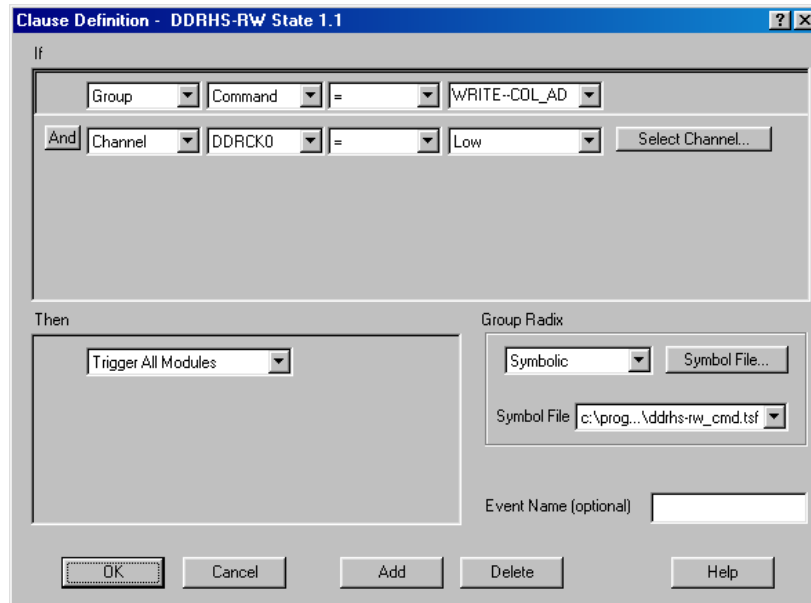 Clause Definition - DDRHS-RW State 1.1
If
Group Command = WRITE--COL_AD
And Channel DDRCK0 = Low Select Channel...
Then Group Radix
Trigger All Modules Symbolic Symbol File...
Symbol File c:\prog...\ddrhs-rw_cmd.tsf
Event Name (optional)
OK Cancel Add Delete Help